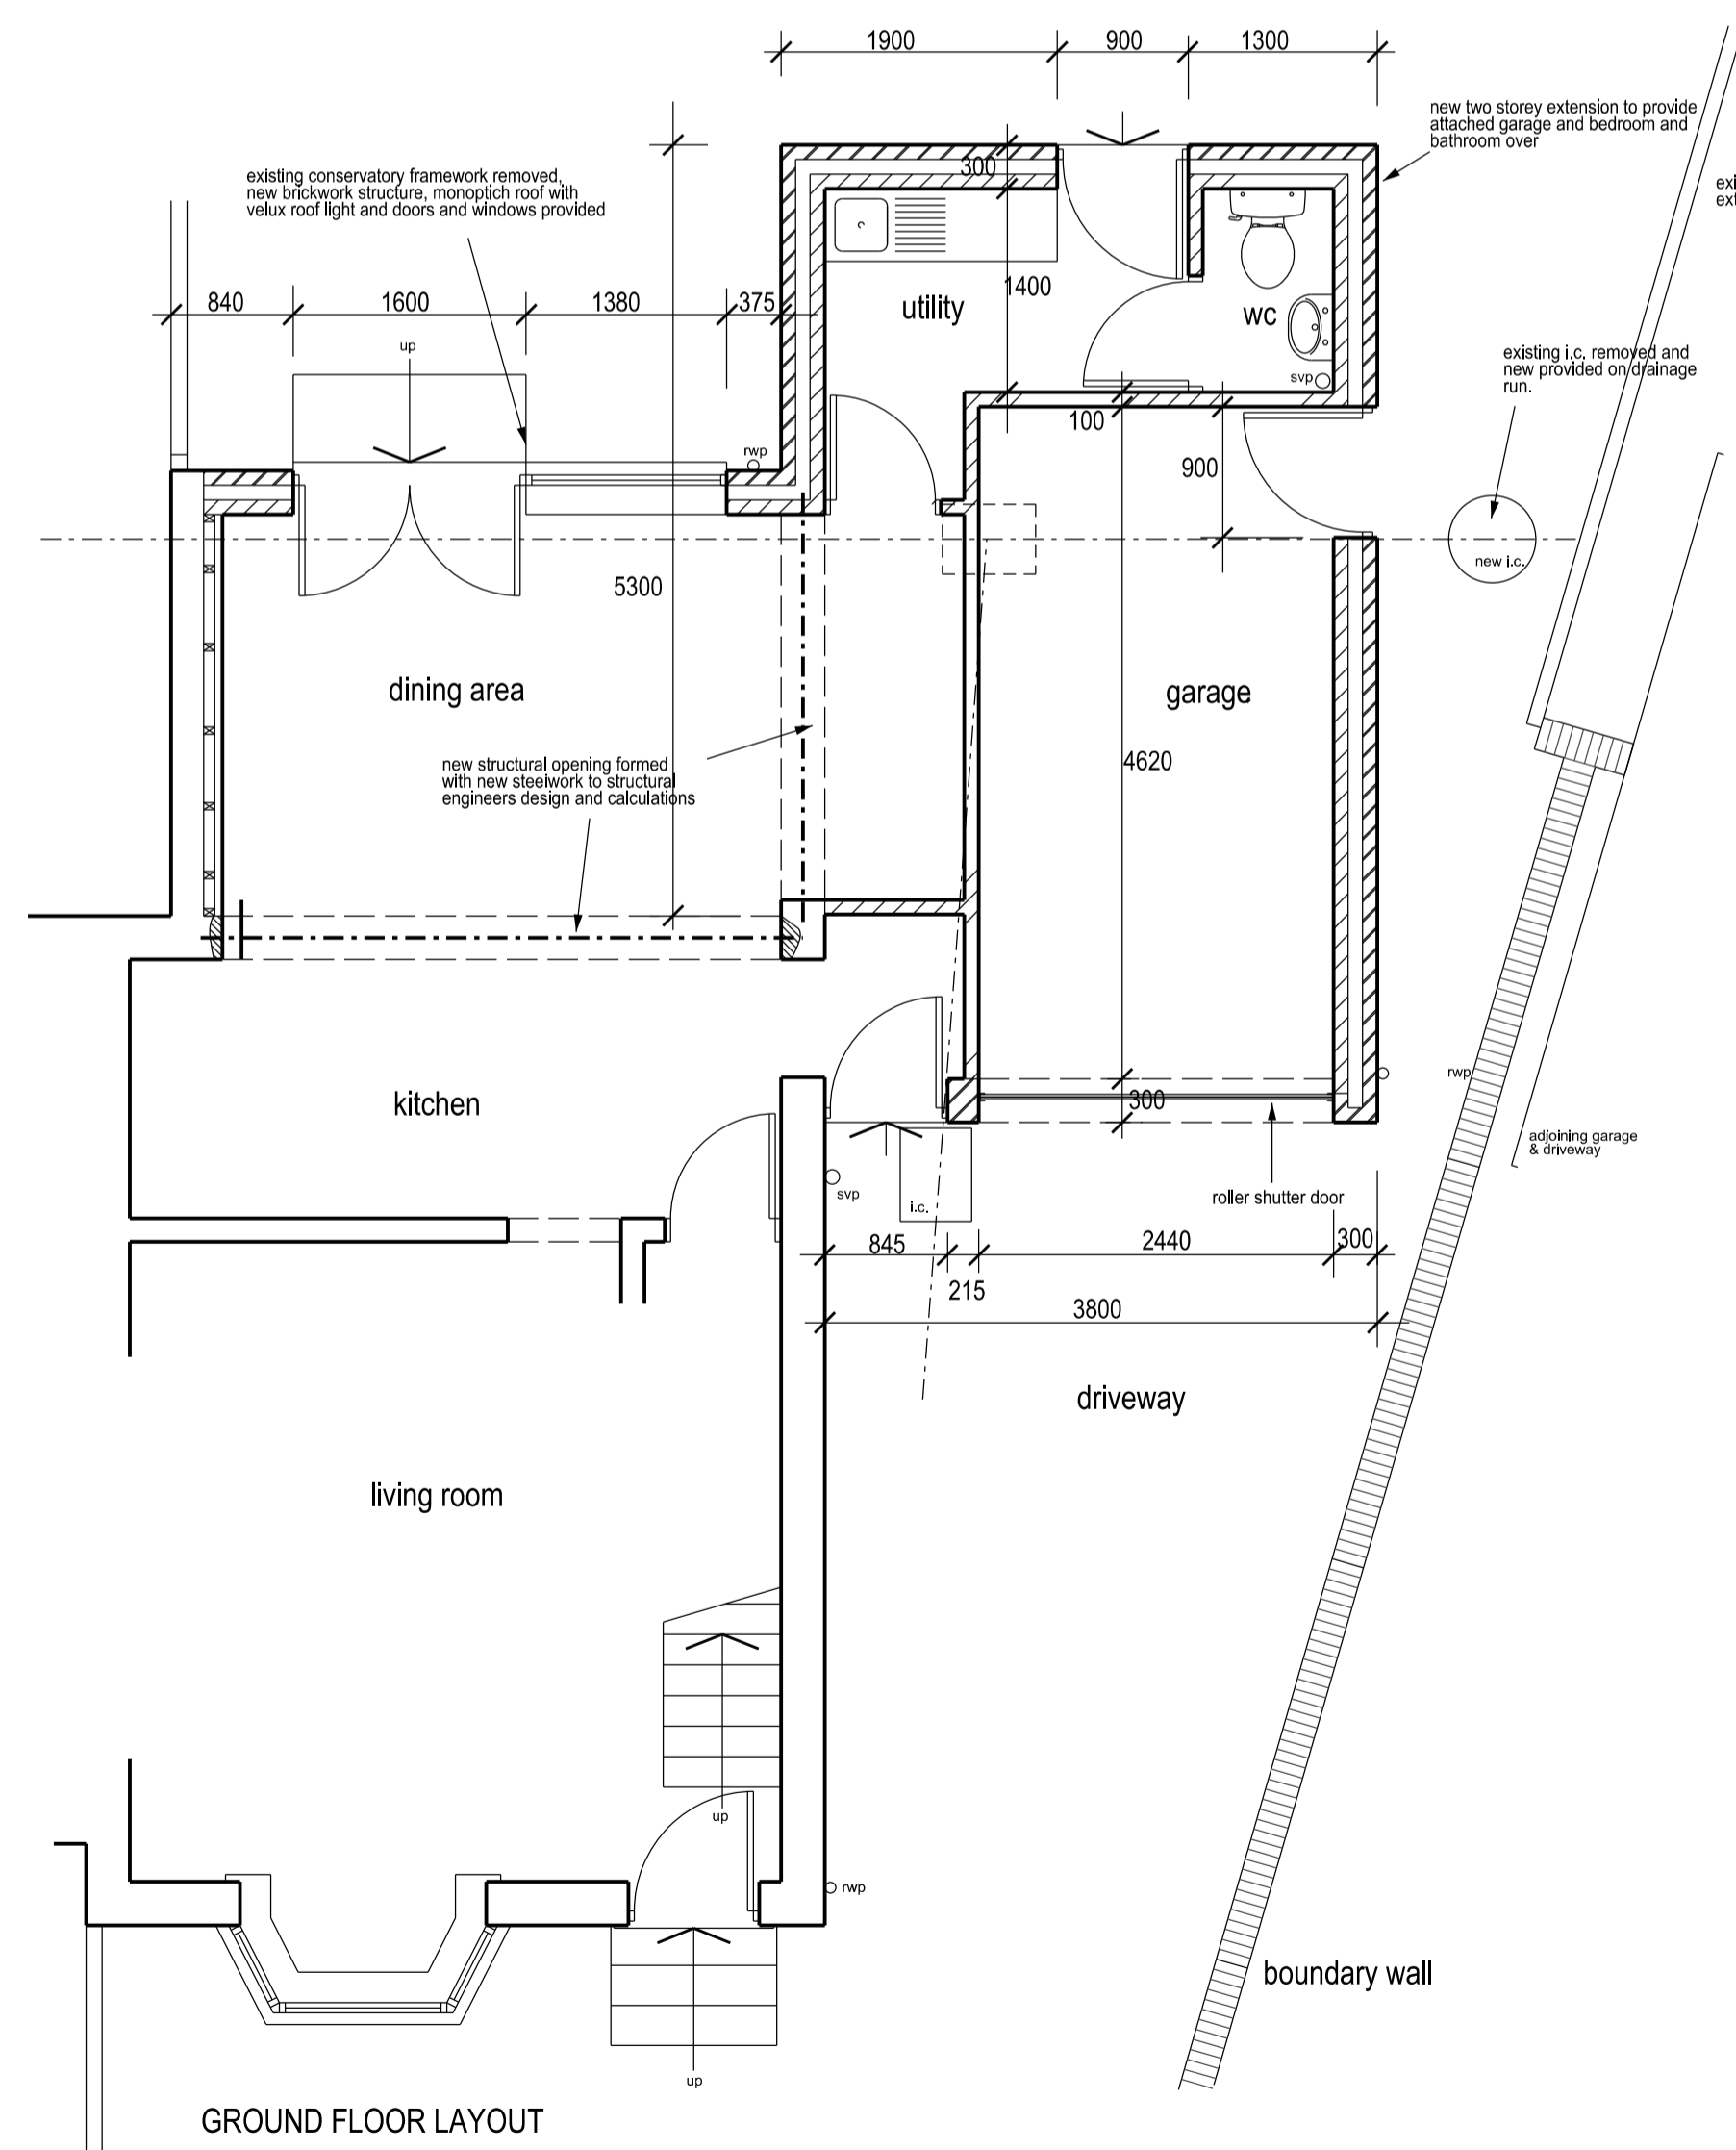 1900
900
1300
new two storey extension to provide
attached garage and bedroom and
bathroom over
existing conservatory framework removed,
new brickwork structure, monoptich roof with
velux roof light and doors and windows provided
300
exi
ext
840
1600
1380
375
1400
utility
wc
up
svp
existing i.c. removed and
new provided on drainage
run.
rwp
100
900
new i.c.
5300
dining area
garage
new structural opening formed
with new steelwork to structural
engineers design and calculations
4620
kitchen
300
rwp
adjoining garage
& driveway
svp
i.c.
roller shutter door
845
2440
300
215
3800
driveway
living room
up
rwp
boundary wall
up
GROUND FLOOR LAYOUT